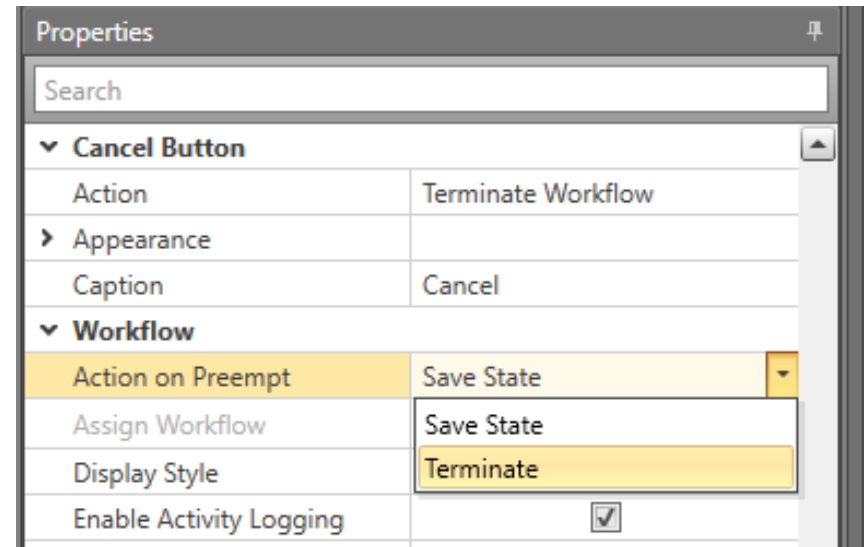 Properties
Search
Cancel Button
Action Terminate Workflow
Appearance
Caption Cancel
Workflow
Action on Preempt Save State
Assign Workflow Save State
Display Style Terminate
Enable Activity Logging